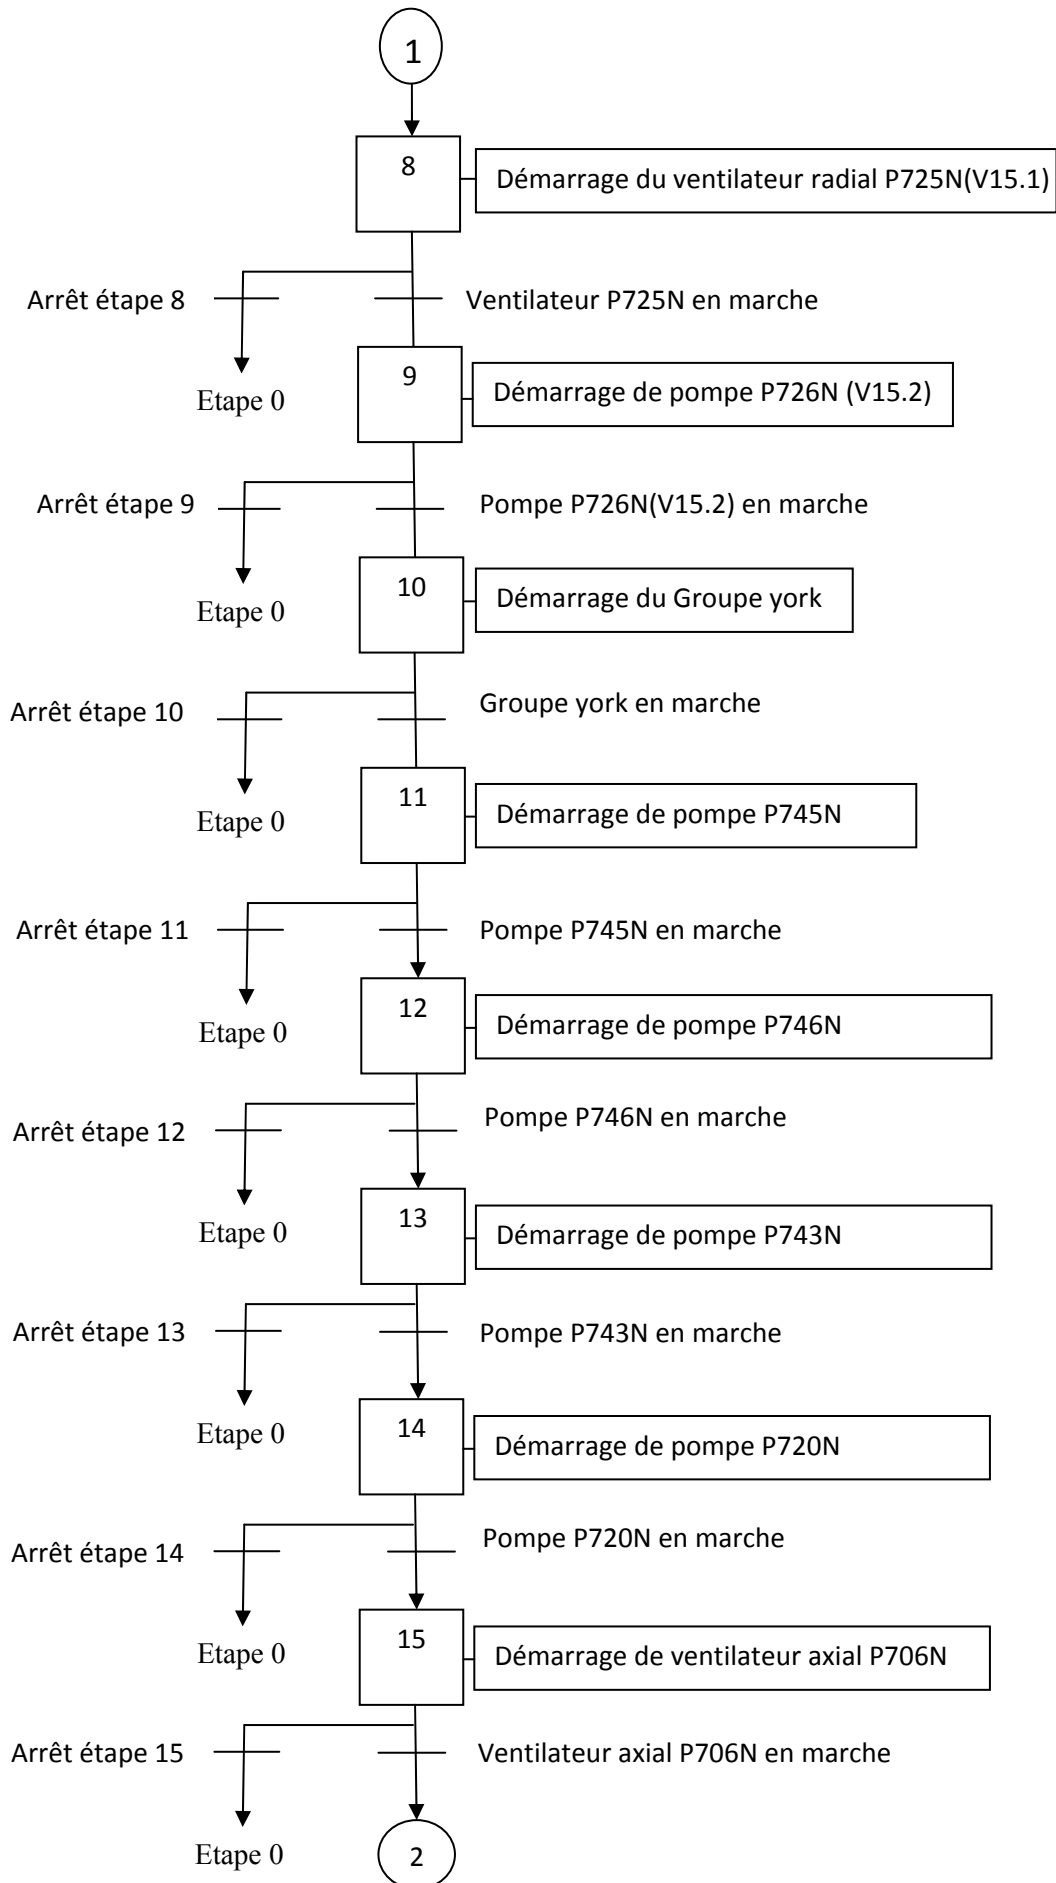 1
8
Démarrage du ventilateur radial P725N(V15.1)
Arrêt étape 8
Ventilateur P725N en marche
Etape 0
9
Démarrage de pompe P726N (V15.2)
Arrêt étape 9
Pompe P726N(V15.2) en marche
Etape 0
10
Démarrage du Groupe york
Arrêt étape 10
Groupe york en marche
Etape 0
11
Démarrage de pompe P745N
Arrêt étape 11
Pompe P745N en marche
Etape 0
12
Démarrage de pompe P746N
Arrêt étape 12
Pompe P746N en marche
Etape 0
13
Démarrage de pompe P743N
Arrêt étape 13
Pompe P743N en marche
Etape 0
14
Démarrage de pompe P720N
Arrêt étape 14
Pompe P720N en marche
Etape 0
15
Démarrage de ventilateur axial P706N
Arrêt étape 15
Ventilateur axial P706N en marche
Etape 0
2